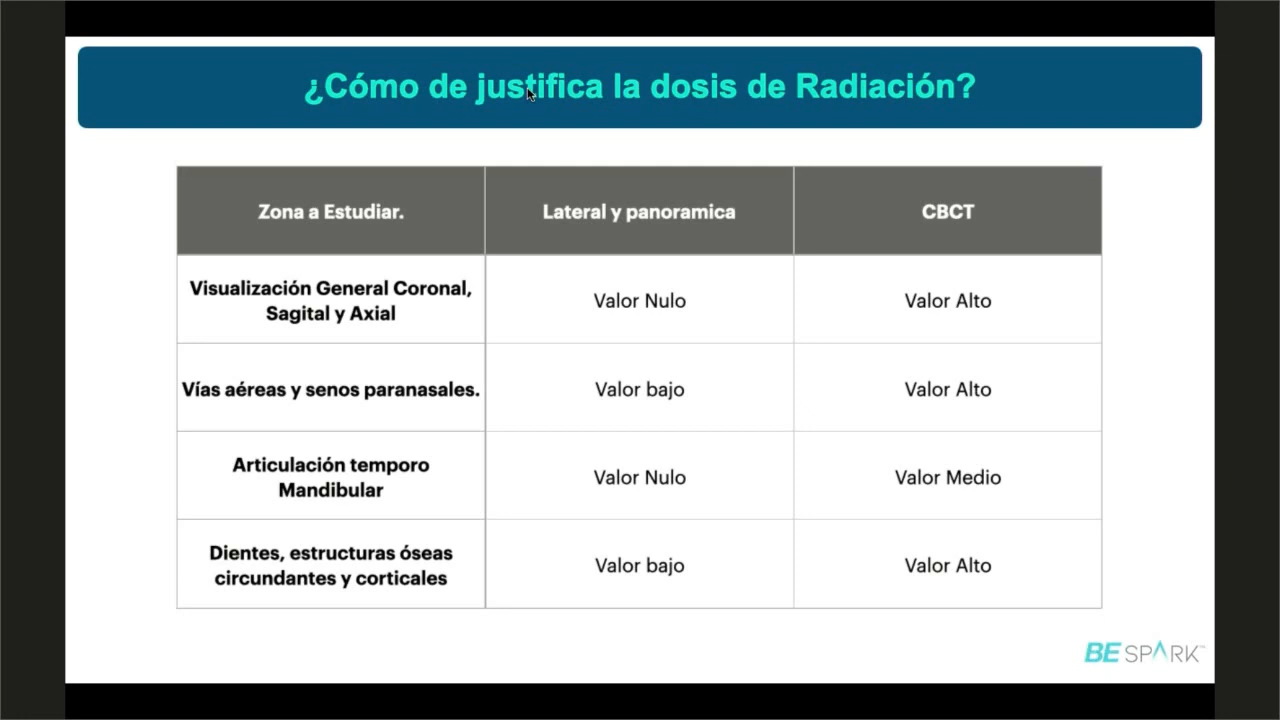 ¿Cómo de justifica la dosis de Radiación?
Zona a Estudiar.
Lateral y panoramica
CBCT
Visualización General Coronal,
Sagital y Axial
Valor Nulo
Valor Alto
Vías aéreas y senos paranasales.
Valor bajo
Valor Alto
Articulación temporo
Mandibular
Valor Nulo
Valor Medio
Dientes, estructuras óseas
circundantes y corticales
Valor bajo
Valor Alto
BE SPARK™